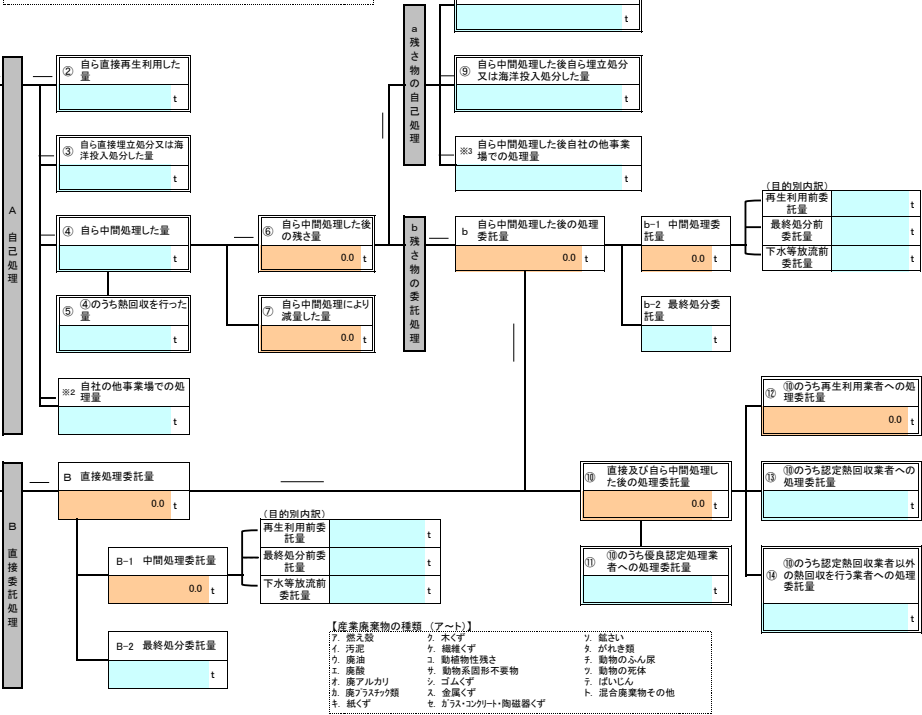 t
a 残さ物の自己処理
② 自ら直接再生利用した
量
t
⑨ 自ら中間処理した後自ら埋立処分
又は海洋投入処分した量
t
③ 自ら直接埋立処分又は海
洋投入処分した量
t
※3 自ら中間処理した後自社の他事業
場での処理量
t
A 自己処理
④ 自ら中間処理した量
t
⑥ 自ら中間処理した後
の残さ量
0.0 t
b 残さ物の委託処理
b 自ら中間処理した後の処理
委託量
0.0 t
b-1 中間処理委
託量
0.0 t
(目的別内訳)
再生利用前委
託量
t
最終処分前
委託量
t
下水等放流前
委託量
t
⑤ ④のうち熱回収を行った
量
t
⑦ 自ら中間処理により
減量した量
0.0 t
b-2 最終処分委
託量
t
※2 自社の他事業場での処
理量
t
⑫ ⑩のうち再生利用業者への処
理委託量
0.0 t
B 直接委託処理
B 直接処理委託量
0.0 t
⑩ 直接及び自ら中間処理し
た後の処理委託量
0.0 t
⑬ ⑩のうち認定熱回収業者への
処理委託量
t
B-1 中間処理委託量
0.0 t
(目的別内訳)
再生利用前委
託量
t
最終処分前委
託量
t
下水等放流前
委託量
t
⑪ ⑩のうち優良認定処理業
者への処理委託量
t
⑭ ⑩のうち認定熱回収業者以外
の熱回収を行う業者への処理
委託量
t
B-2 最終処分委託量
t
【産業廃棄物の種類 (ア~ト)】
ア. 燃え殻 ク. 木くず ソ. 鉱さい
イ. 汚泥 ケ. 繊維くず タ. がれき類
ウ. 廃油 コ. 動植物性残さ チ. 動物のふん尿
エ. 廃酸 サ. 動物系固形不要物 ツ. 動物の死体
オ. 廃アルカリ シ. ゴムくず テ. ばいじん
カ. 廃プラスチック類 ス. 金属くず ト. 混合廃棄物その他
キ. 紙くず セ. ガラス・コンクリート・陶磁器くず